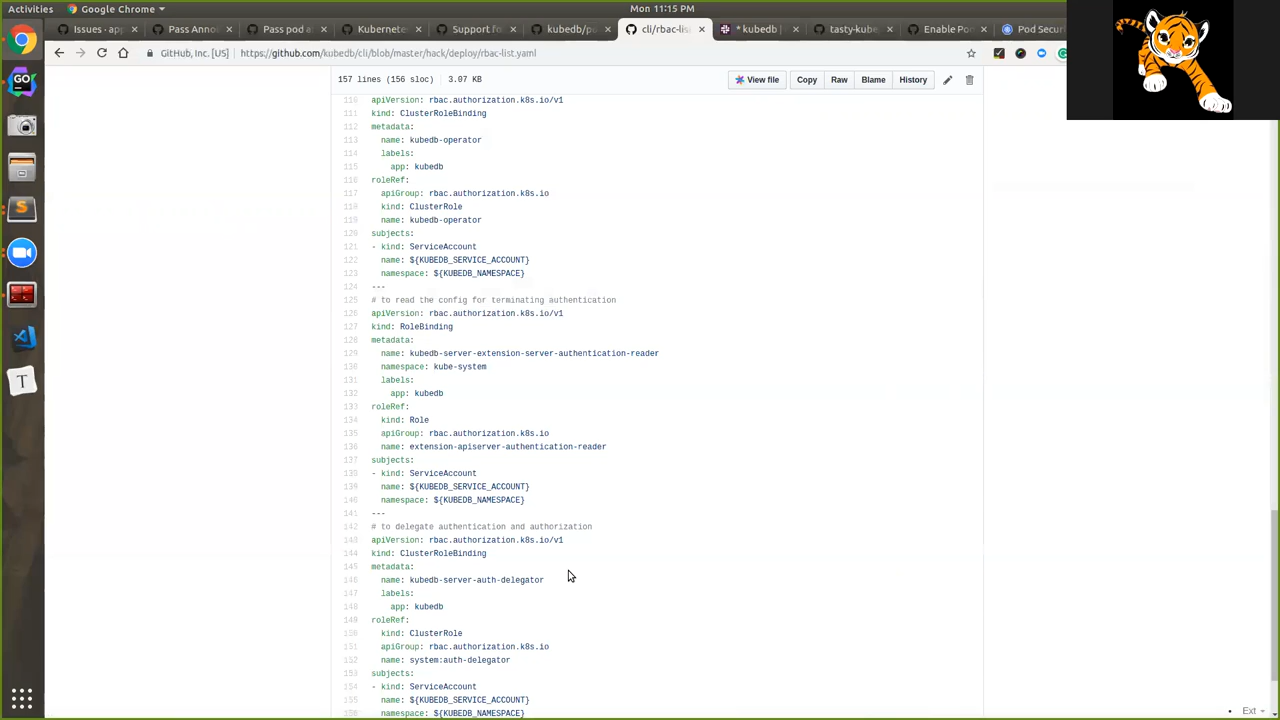 Activities
Google Chrome
Mon 11:15 PM
Issues · app
Pass Anno
Pass pod a
Kubernete
Support fo
kubedb/pu
cli/rbac-lis
* kubedb
tasty-kube
Enable Po
Pod Secur
GitHub, Inc. [US]
https://github.com/kubedb/cli/blob/master/hack/deploy/rbac-list.yaml
157 lines (156 sloc) 3.07 KB
View file
Copy
Raw
Blame
History
110 apiVersion: rbac.authorization.k8s.io/v1
111 kind: ClusterRoleBinding
112 metadata:
113 name: kubedb-operator
114 labels:
115 app: kubedb
116 roleRef:
117 apiGroup: rbac.authorization.k8s.io
118 kind: ClusterRole
119 name: kubedb-operator
120 subjects:
121 - kind: ServiceAccount
122 name: ${KUBEDB_SERVICE_ACCOUNT}
123 namespace: ${KUBEDB_NAMESPACE}
124 ---
125 # to read the config for terminating authentication
126 apiVersion: rbac.authorization.k8s.io/v1
127 kind: RoleBinding
128 metadata:
129 name: kubedb-server-extension-server-authentication-reader
130 namespace: kube-system
131 labels:
132 app: kubedb
133 roleRef:
134 kind: Role
135 apiGroup: rbac.authorization.k8s.io
136 name: extension-apiserver-authentication-reader
137 subjects:
138 - kind: ServiceAccount
139 name: ${KUBEDB_SERVICE_ACCOUNT}
140 namespace: ${KUBEDB_NAMESPACE}
141 ---
142 # to delegate authentication and authorization
143 apiVersion: rbac.authorization.k8s.io/v1
144 kind: ClusterRoleBinding
145 metadata:
146 name: kubedb-server-auth-delegator
147 labels:
148 app: kubedb
149 roleRef:
150 kind: ClusterRole
151 apiGroup: rbac.authorization.k8s.io
152 name: system:auth-delegator
153 subjects:
154 - kind: ServiceAccount
155 name: ${KUBEDB_SERVICE_ACCOUNT}
156 namespace: ${KUBEDB_NAMESPACE}
GO
S
T
Ext